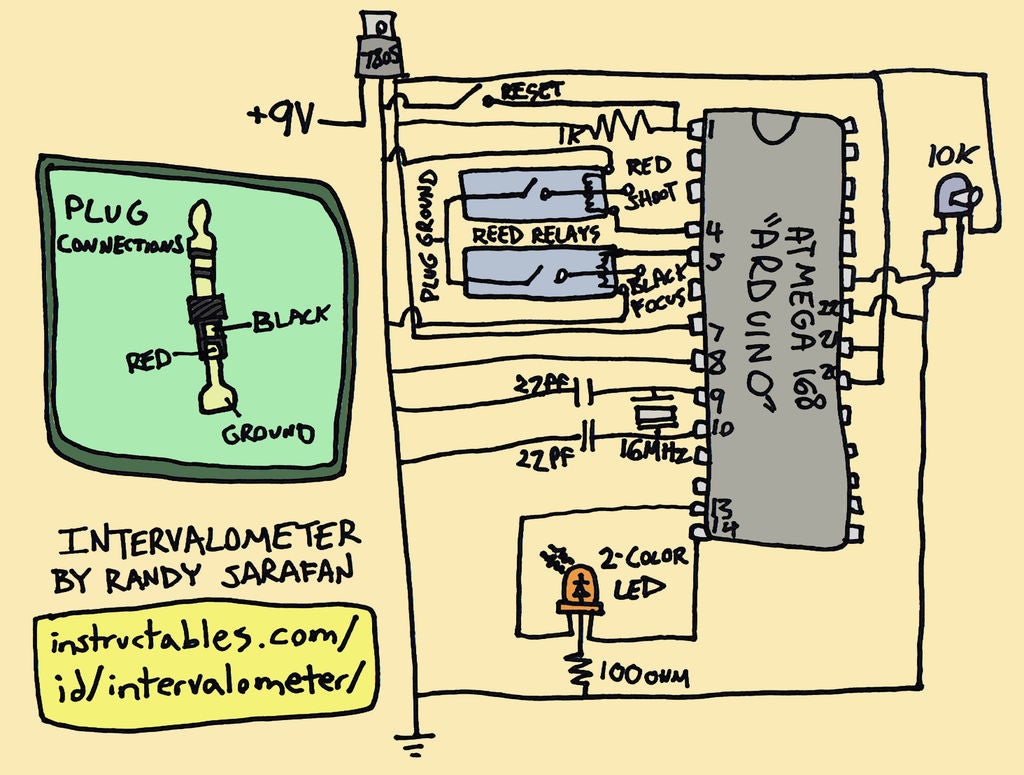 7805
+9V
RESET
1K
RED
SHOOT
PLUG GROUND
REED RELAYS
BLACK
FOCUS
1
4
5
7
8
9
10
13
14
ATMEGA 168
"ARDUINO"
22
21
20
10K
22PF
22PF
16MHZ
2-COLOR
LED
100 OHM
PLUG
CONNECTIONS
BLACK
RED
GROUND
INTERVALOMETER
BY RANDY SARAFAN
instructables.com/
id/intervalometer/